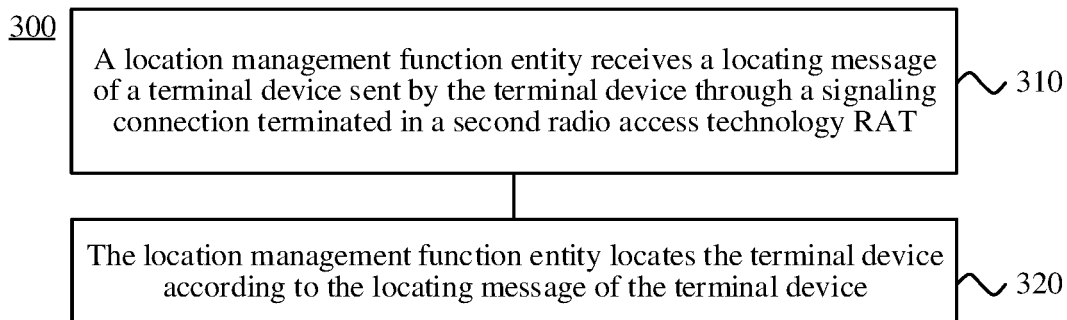 300
A location management function entity receives a locating message
of a terminal device sent by the terminal device through a signaling
connection terminated in a second radio access technology RAT
310
The location management function entity locates the terminal device
according to the locating message of the terminal device
320